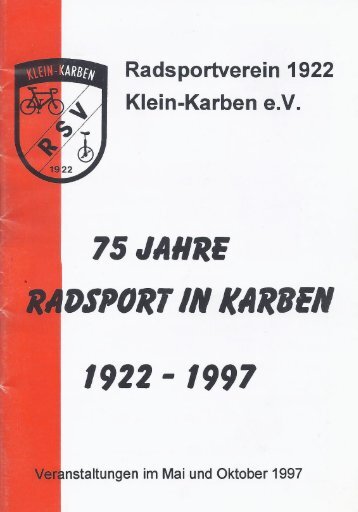 KLEIN-KARBEN
RSV
1922
Radsportverein 1922
Klein-Karben e.V.
75 JAHRE
RADSPORT IN KARBEN
1922 - 1997
Veranstaltungen im Mai und Oktober 1997